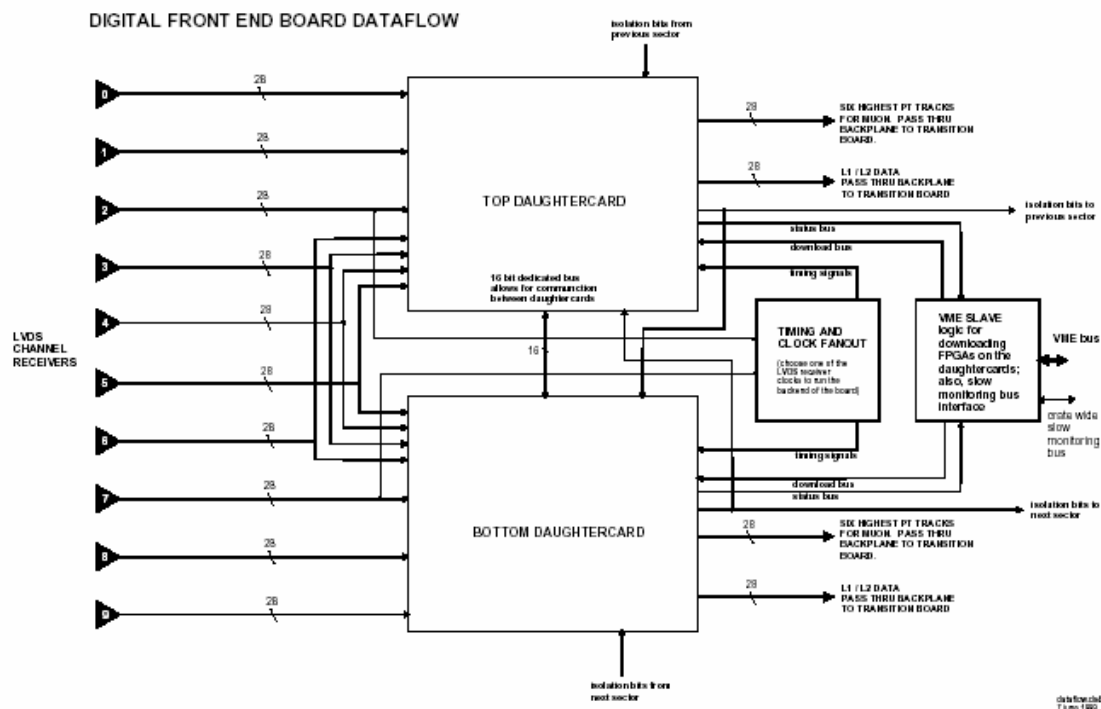 DIGITAL FRONT END BOARD DATAFLOW
isolation bits from
previous sector
0
28
1
28
2
28
3
28
4
28
5
28
6
28
7
28
8
28
9
28
LVDS
CHANNEL
RECEIVERS
TOP DAUGHTERCARD
16 bit dedicated bus
allows for communction
between daughtercards
16
28
SIX HIGHEST PT TRACKS
FOR MUON. PASS THRU
BACKPLANE TO TRANSITION
BOARD.
28
L1 / L2 DATA
PASS THRU BACKPLANE
TO TRANSITION BOARD
isolation bits to
previous sector
status bus
download bus
timing signals
TIMING AND
CLOCK FANOUT
(choose one of the
LVDS receiver
clocks to run the
backend of the board)
VME SLAVE
logic for
downloading
FPGAs on the
daughtercards;
also, slow
monitoring bus
interface
VME bus
crate wide
slow
monitoring
bus
timing signals
download bus
status bus
isolation bits to
next sector
BOTTOM DAUGHTERCARD
28
SIX HIGHEST PT TRACKS
FOR MUON. PASS THRU
BACKPLANE TO TRANSITION
BOARD.
28
L1 / L2 DATA
PASS THRU BACKPLANE
TO TRANSITION BOARD
isolation bits from
next sector